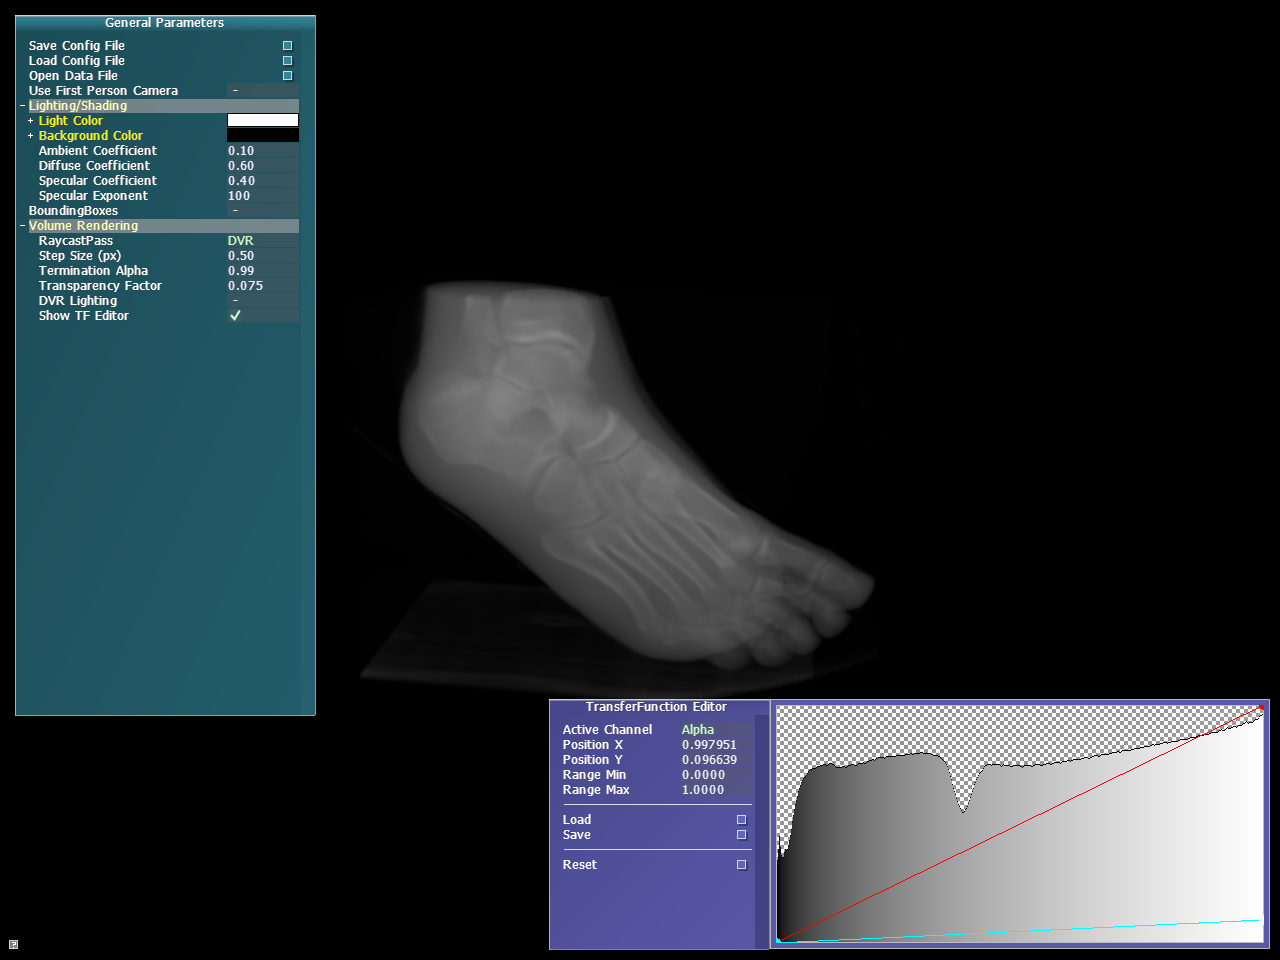 General Parameters
Save Config File
Load Config File
Open Data File
Use First Person Camera -
- Lighting/Shading
+ Light Color
+ Background Color
Ambient Coefficient 0.10
Diffuse Coefficient 0.60
Specular Coefficient 0.40
Specular Exponent 100
BoundingBoxes -
- Volume Rendering
RaycastPass DVR
Step Size (px) 0.50
Termination Alpha 0.99
Transparency Factor 0.075
DVR Lighting -
Show TF Editor ✓
TransferFunction Editor
Active Channel Alpha
Position X 0.997951
Position Y 0.096639
Range Min 0.0000
Range Max 1.0000
Load
Save
Reset
?